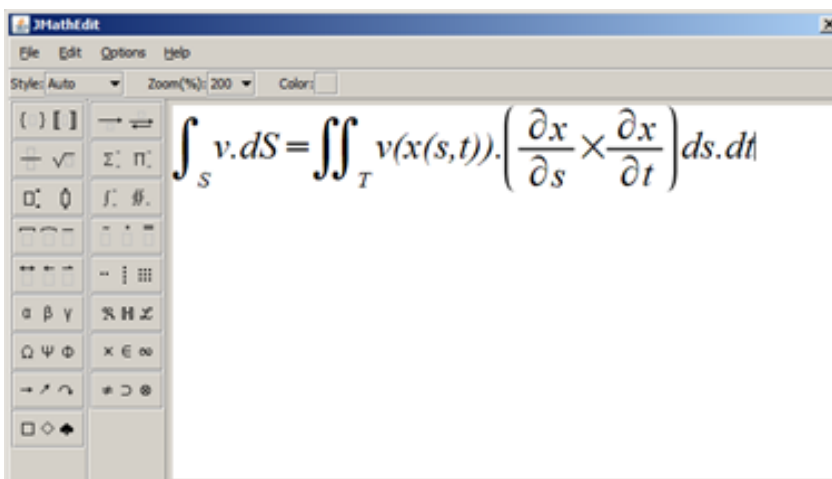 JMathEdit
File Edit Options Help
Style: Auto Zoom(%): 200 Color:
{ } [ ] → ⇌
√ Σ Π
∫ ∯
α β γ ℜ H ℒ
Ω Ψ Φ × ∈ ∞
→ ↗ ↷ ≠ ⊃ ⊗
□ ◇ ♠
∫_S v.dS = ∬_T v(x(s,t)).(∂x/∂s × ∂x/∂t) ds.dt